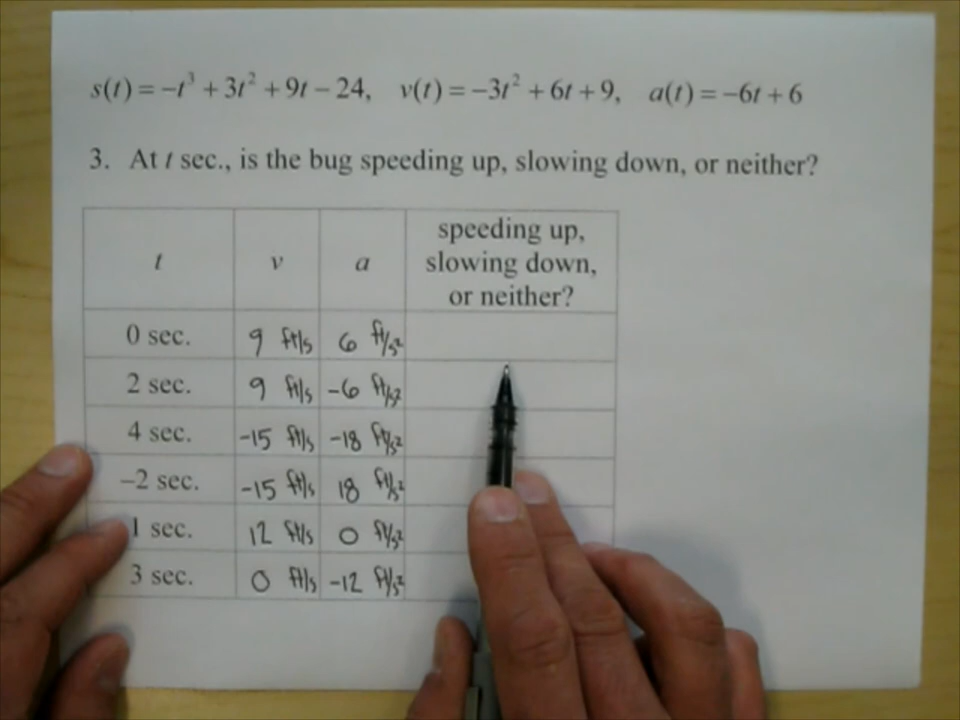 s(t) = −t³ + 3t² + 9t − 24, v(t) = −3t² + 6t + 9, a(t) = −6t + 6
3. At t sec., is the bug speeding up, slowing down, or neither?
t v a speeding up, slowing down, or neither?
0 sec. 9 ft/s 6 ft/s²
2 sec. 9 ft/s -6 ft/s²
4 sec. -15 ft/s -18 ft/s²
–2 sec. -15 ft/s 18 ft/s²
1 sec. 12 ft/s 0 ft/s²
3 sec. 0 ft/s -12 ft/s²